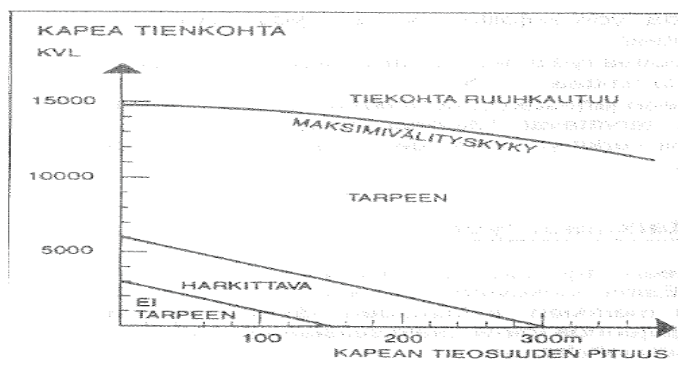 KAPEA TIENKOHTA
KVL
15000
TIEKOHTA RUUHKAUTUU
MAKSIMIVÄLITYSKYKY
10000
TARPEEN
5000
HARKITTAVA
EI
TARPEEN
100
200
300m
KAPEAN TIEOSUUDEN PITUUS